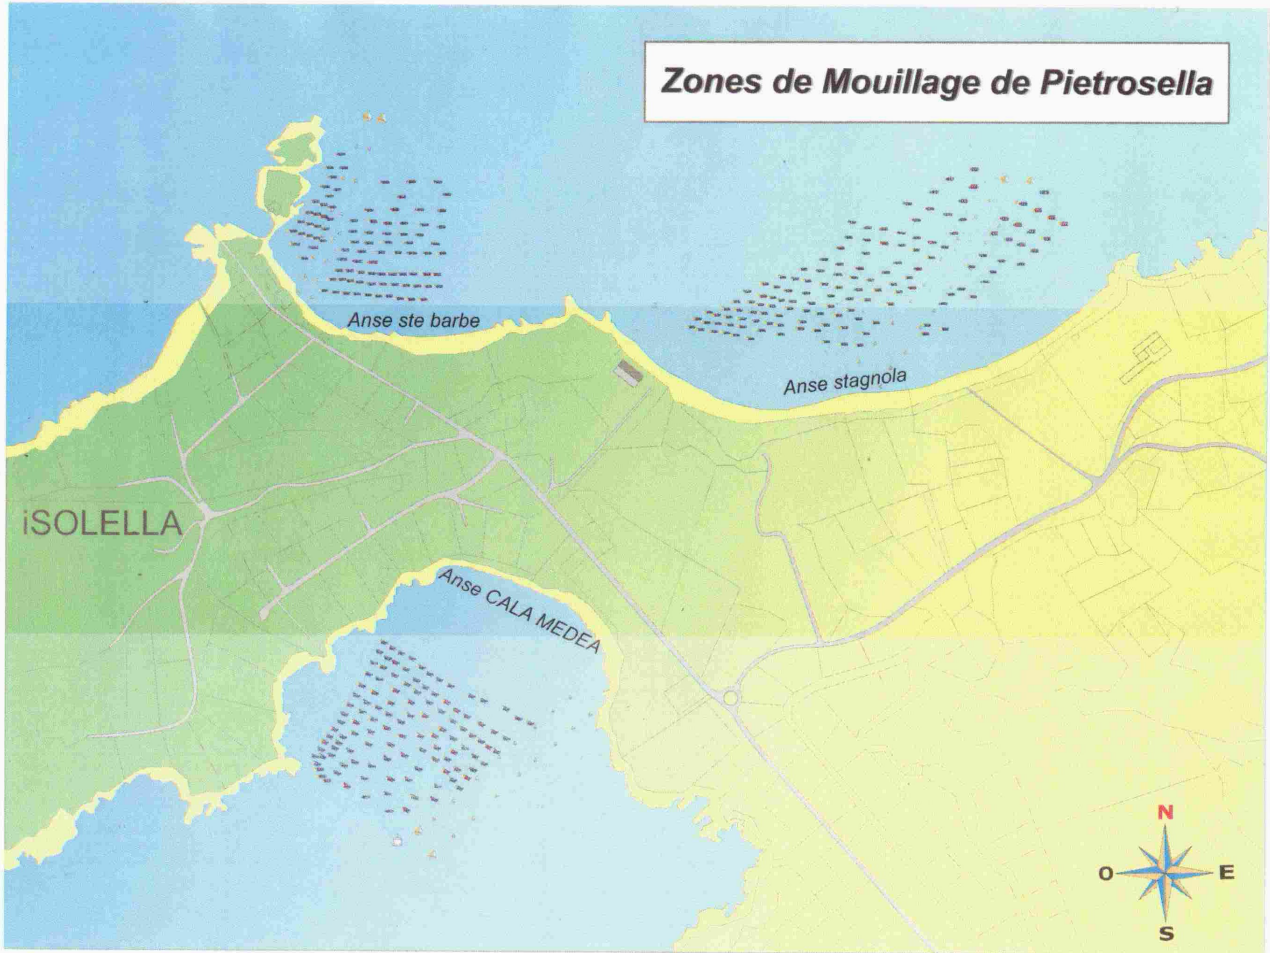 Zones de Mouillage de Pietrosella
Anse ste barbe
Anse stagnola
iSOLELLA
Anse CALA MEDEA
N
O E
S